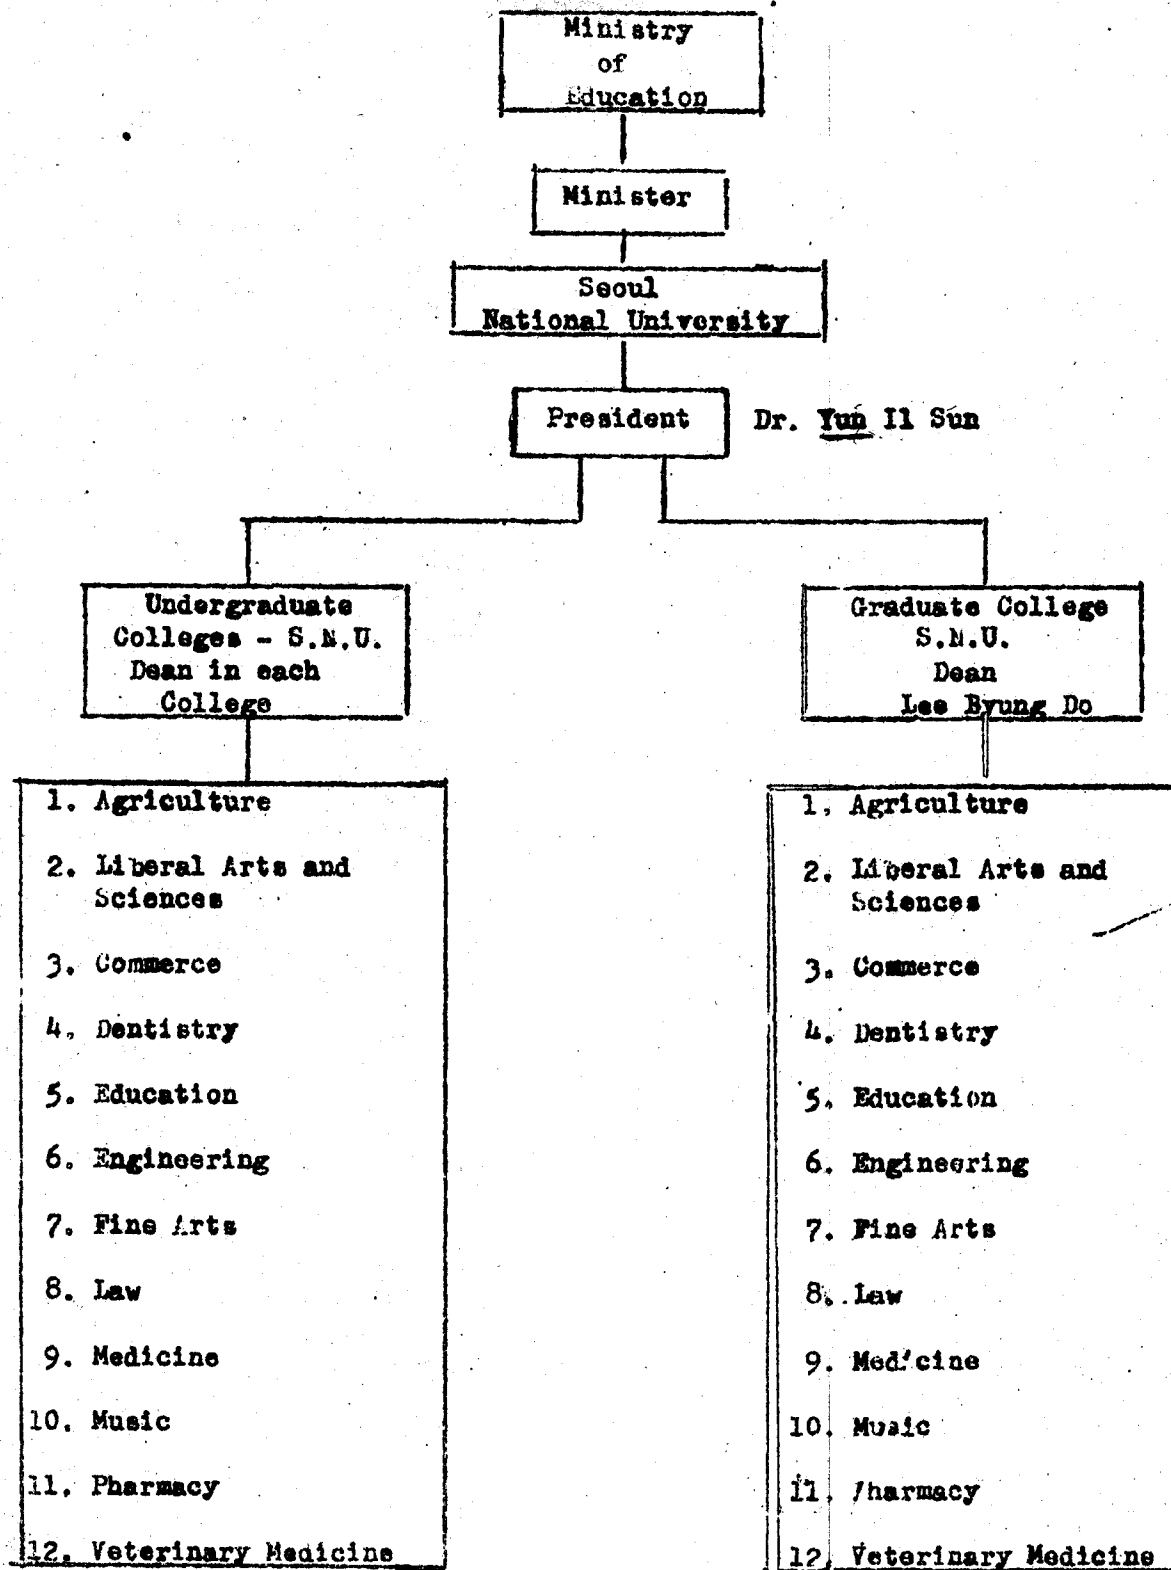 Ministry
of
Education
Minister
Seoul
National University
President
Dr. Yun Il Sun
Undergraduate
Colleges - S.N.U.
Dean in each
College
Graduate College
S.N.U.
Dean
Lee Byung Do
1. Agriculture
2. Liberal Arts and
Sciences
3. Commerce
4. Dentistry
5. Education
6. Engineering
7. Fine Arts
8. Law
9. Medicine
10. Music
11. Pharmacy
12. Veterinary Medicine
1. Agriculture
2. Liberal Arts and
Sciences
3. Commerce
4. Dentistry
5. Education
6. Engineering
7. Fine Arts
8. Law
9. Medicine
10. Music
11. Pharmacy
12. Veterinary Medicine